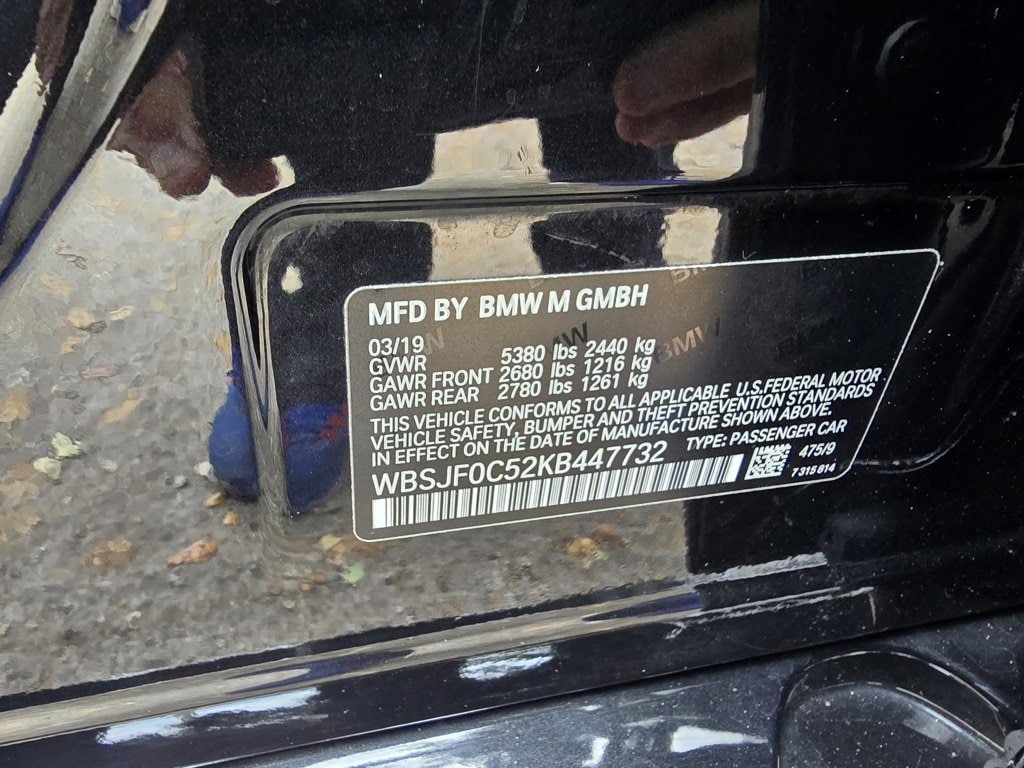 MFD BY BMW M GMBH
03/19
GVWR 5380 lbs 2440 kg
GAWR FRONT 2680 lbs 1216 kg
GAWR REAR 2780 lbs 1261 kg
THIS VEHICLE CONFORMS TO ALL APPLICABLE U.S.FEDERAL MOTOR
VEHICLE SAFETY, BUMPER AND THEFT PREVENTION STANDARDS
IN EFFECT ON THE DATE OF MANUFACTURE SHOWN ABOVE.
WBSJF0C52KB447732 TYPE: PASSENGER CAR
475/9
7315814